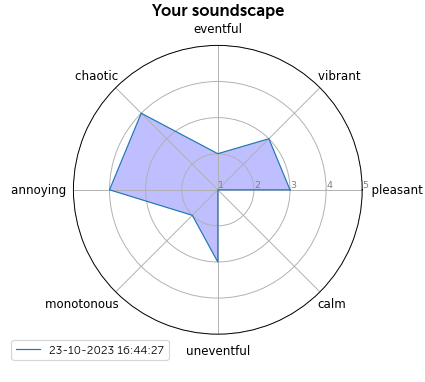 Your soundscape
eventful
chaotic
vibrant
annoying
1 2 3 4 5
pleasant
monotonous
calm
uneventful
23-10-2023 16:44:27